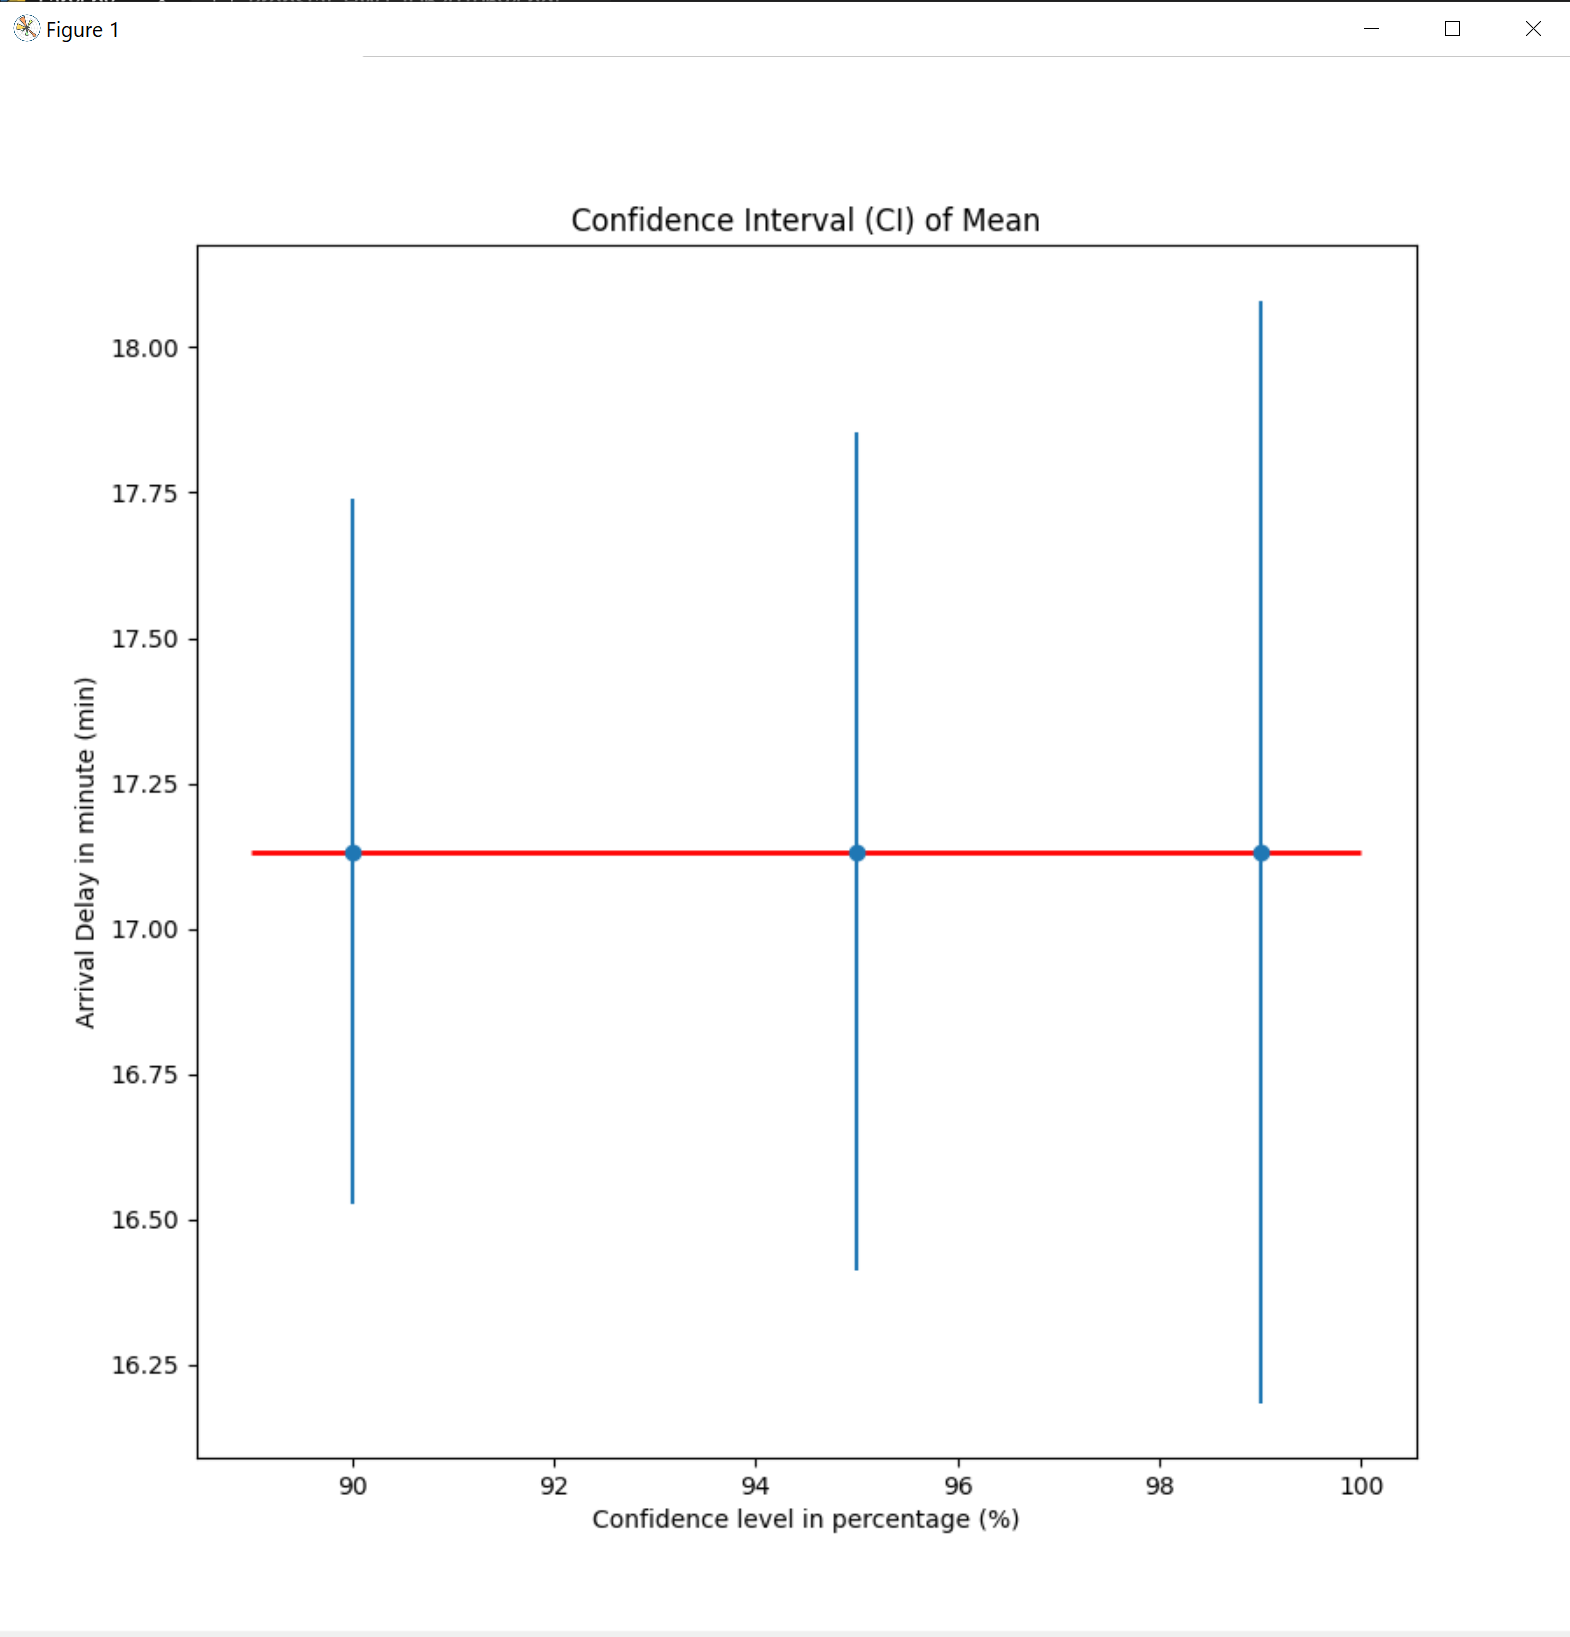 Figure 1
Confidence Interval (CI) of Mean
18.00
17.75
17.50
17.25
17.00
16.75
16.50
16.25
Arrival Delay in minute (min)
90 92 94 96 98 100
Confidence level in percentage (%)